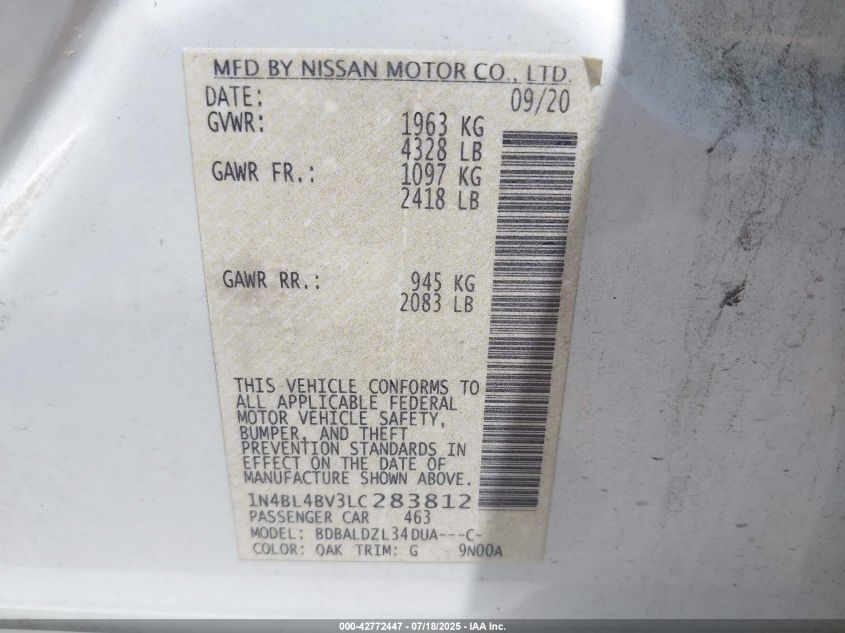 MFD BY NISSAN MOTOR CO., LTD.
DATE: 09/20
GVWR: 1963 KG
4328 LB
GAWR FR.: 1097 KG
2418 LB
GAWR RR.: 945 KG
2083 LB
THIS VEHICLE CONFORMS TO
ALL APPLICABLE FEDERAL
MOTOR VEHICLE SAFETY,
BUMPER, AND THEFT
PREVENTION STANDARDS IN
EFFECT ON THE DATE OF
MANUFACTURE SHOWN ABOVE.
1N4BL4BV3LC283812
PASSENGER CAR 463
MODEL: BDBALDZL34DUA---C-
COLOR: QAK TRIM: G 9N00A
000-42772447 - 07/18/2025 - IAA Inc.